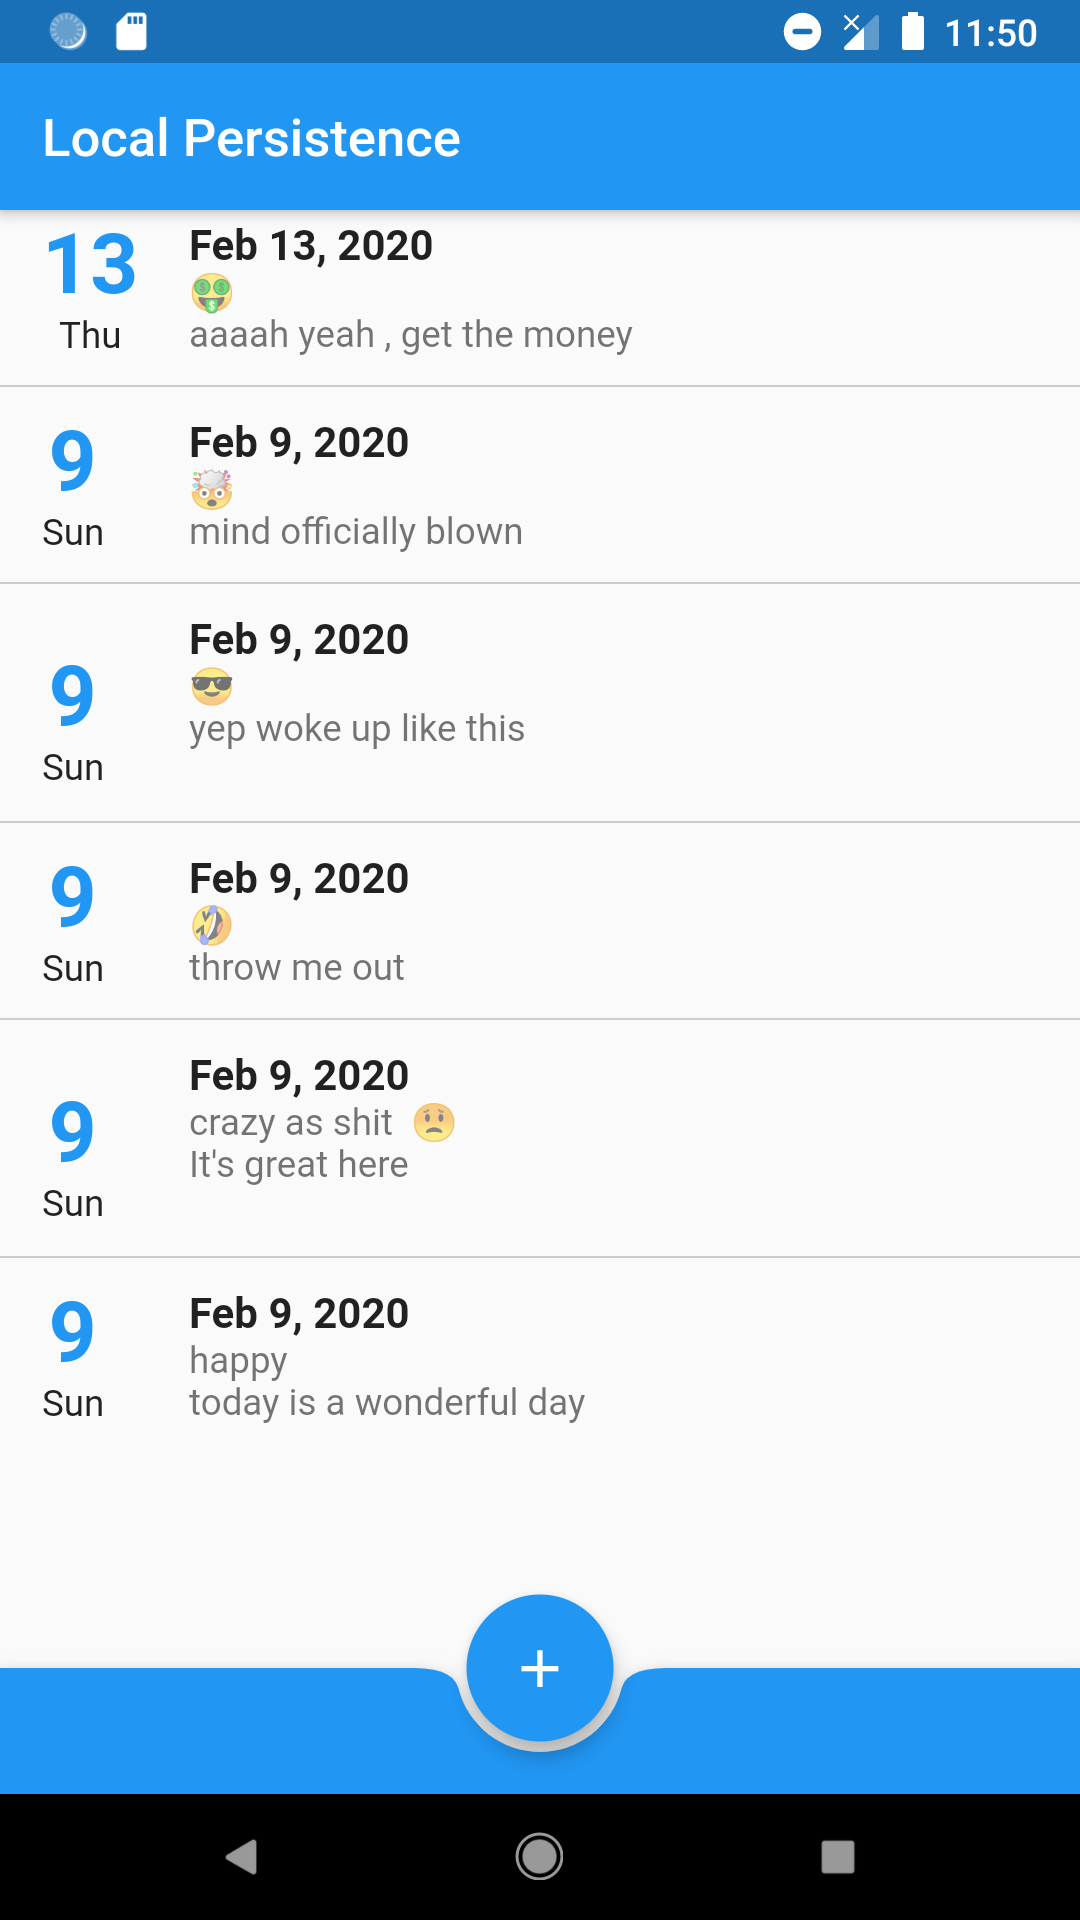 11:50
Local Persistence
13
Thu
Feb 13, 2020
🤑
aaaah yeah , get the money
9
Sun
Feb 9, 2020
🤯
mind officially blown
9
Sun
Feb 9, 2020
😎
yep woke up like this
9
Sun
Feb 9, 2020
🤣
throw me out
9
Sun
Feb 9, 2020
crazy as shit 😟
It's great here
9
Sun
Feb 9, 2020
happy
today is a wonderful day
+